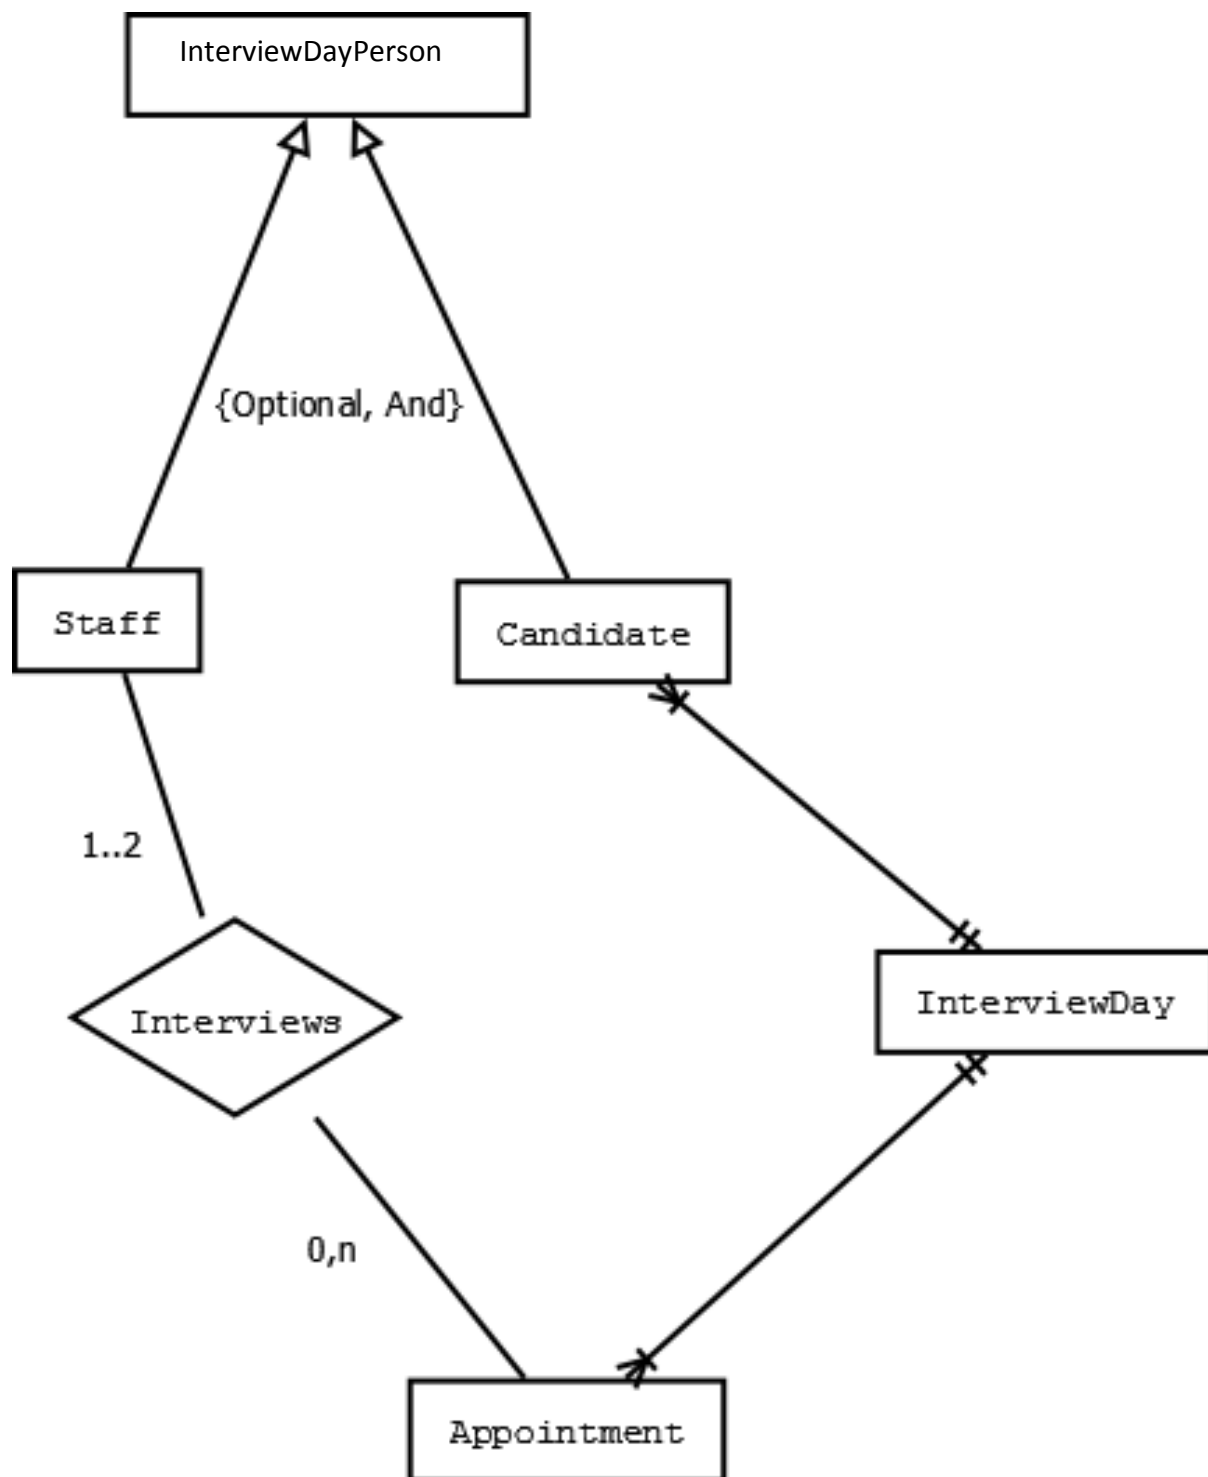 InterviewDayPerson
{Optional, And}
Staff
Candidate
1..2
Interviews
InterviewDay
0,n
Appointment